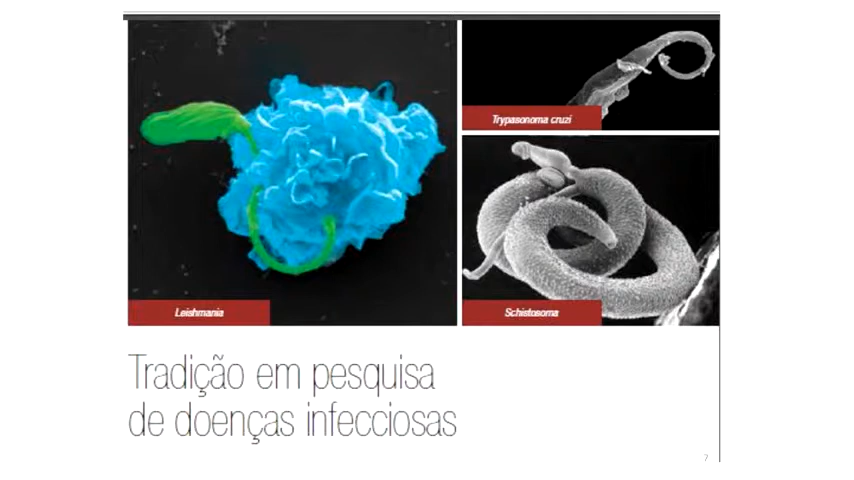 Trypasonoma cruzi
Leishmania
Schistosoma
Tradição em pesquisa
de doenças infecciosas
7